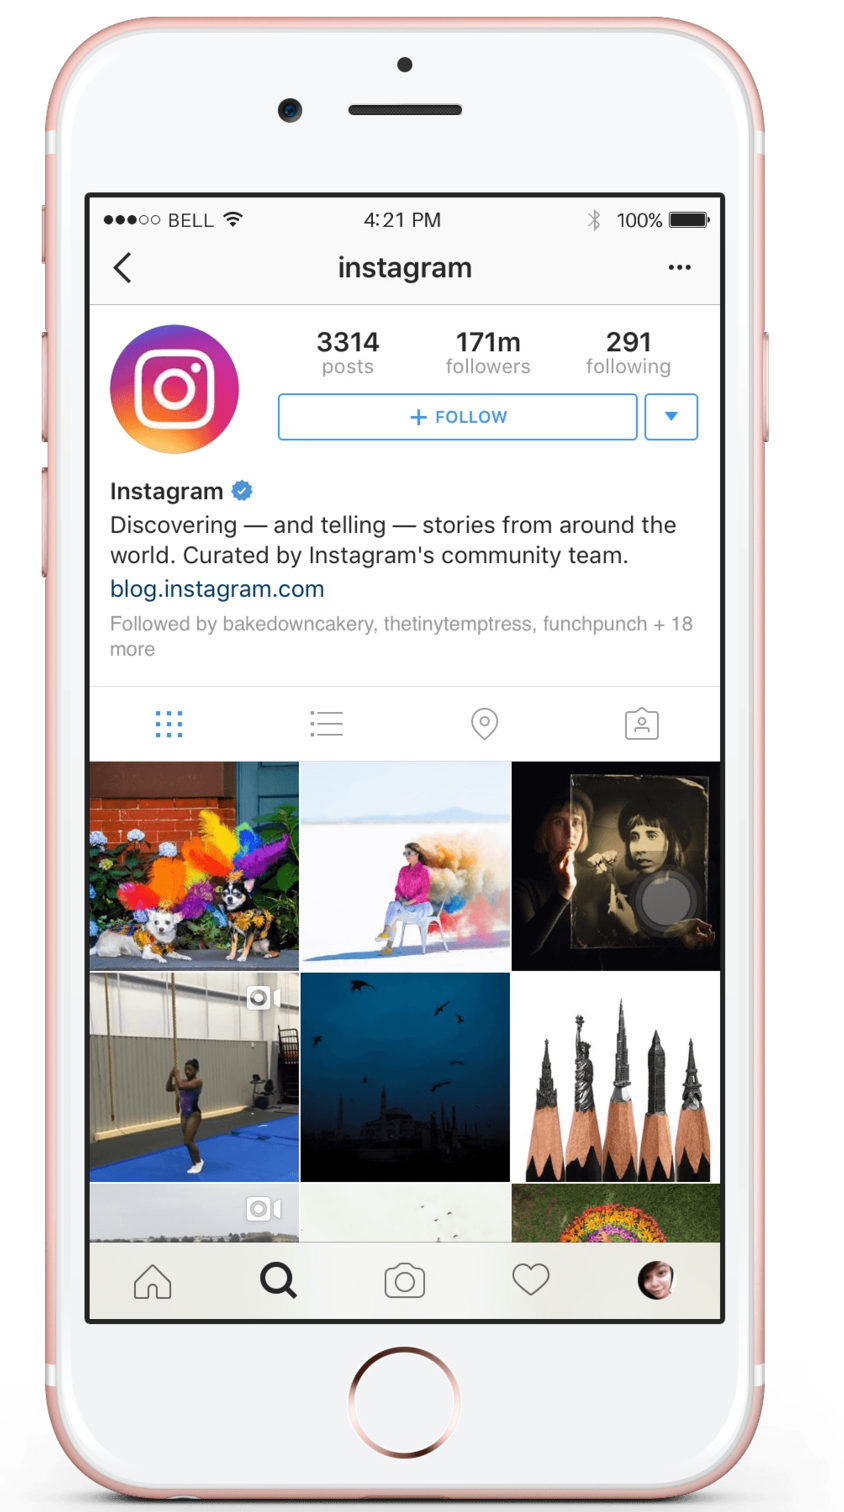 BELL 4:21 PM 100%
instagram
3314 171m 291
posts followers following
+ FOLLOW
Instagram
Discovering — and telling — stories from around the
world. Curated by Instagram's community team.
blog.instagram.com
Followed by bakedowncakery, thetinytemptress, funchpunch + 18
more